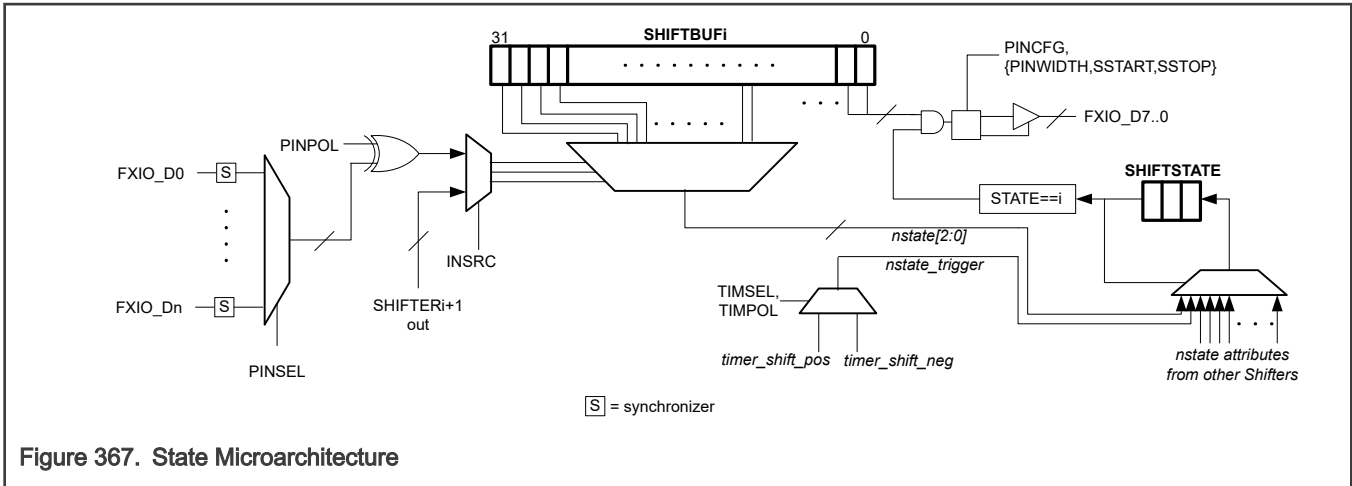 31
SHIFTBUFi
0
PINCFG,
{PINWIDTH,SSTART,SSTOP}
FXIO_D7..0
PINPOL
FXIO_D0
S
SHIFTSTATE
STATE==i
nstate[2:0]
INSRC
nstate_trigger
FXIO_Dn
S
SHIFTERi+1
out
TIMSEL,
TIMPOL
PINSEL
timer_shift_pos
timer_shift_neg
nstate attributes
from other Shifters
S = synchronizer
Figure 367. State Microarchitecture